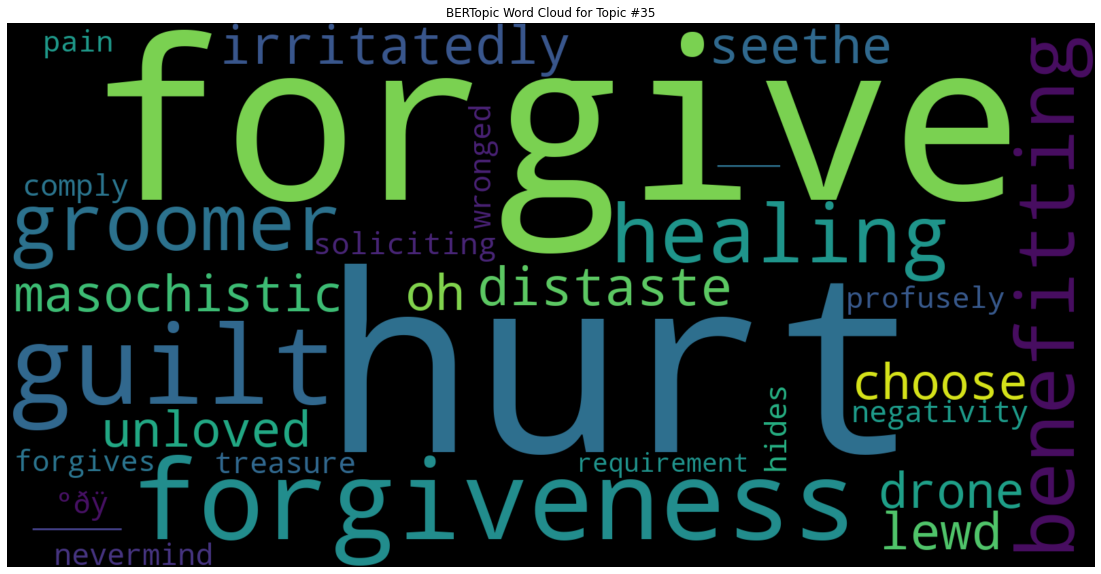 BERTopic Word Cloud for Topic #35
pain
irritatedly
seethe
forgive
benefitting
wronged
comply
groomer
soliciting
healing
masochistic
oh
distaste
profusely
hurt
guilt
choose
negativity
hides
unloved
forgives
treasure
requirement
forgiveness
drone
lewd
ºðÿ
nevermind